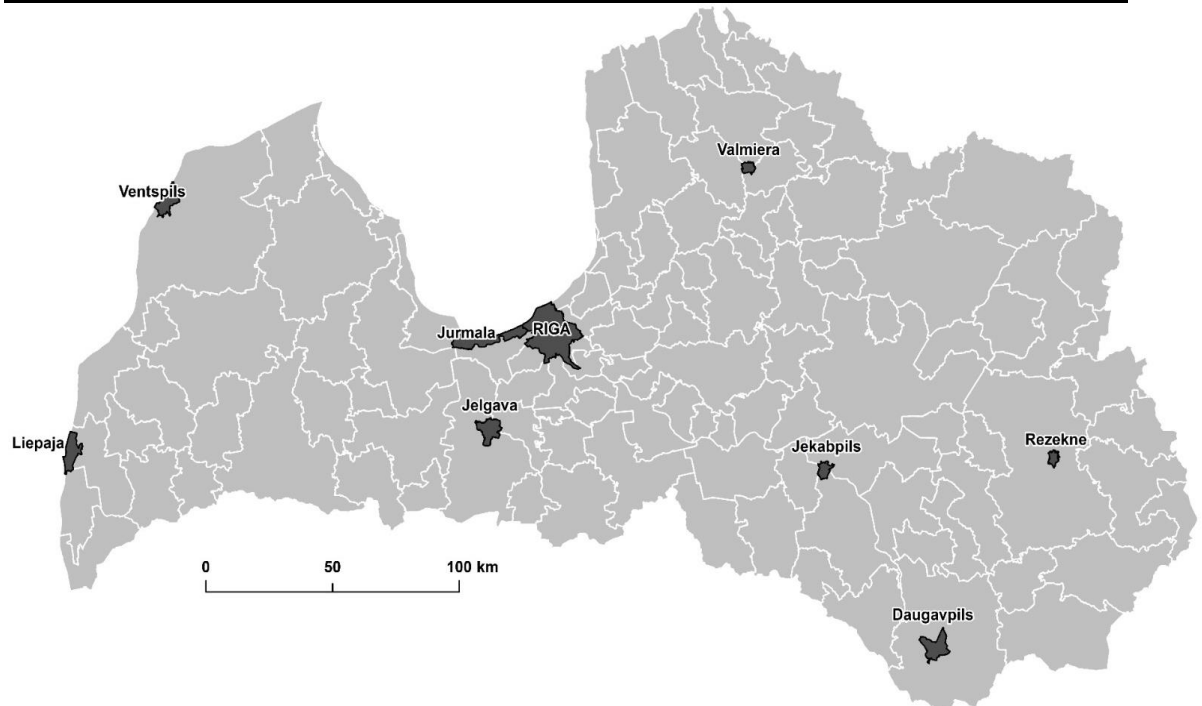 Valmiera
Ventspils
Jurmala
RIGA
Jelgava
Liepaja
Jekabpils
Rezekne
0 50 100 km
Daugavpils